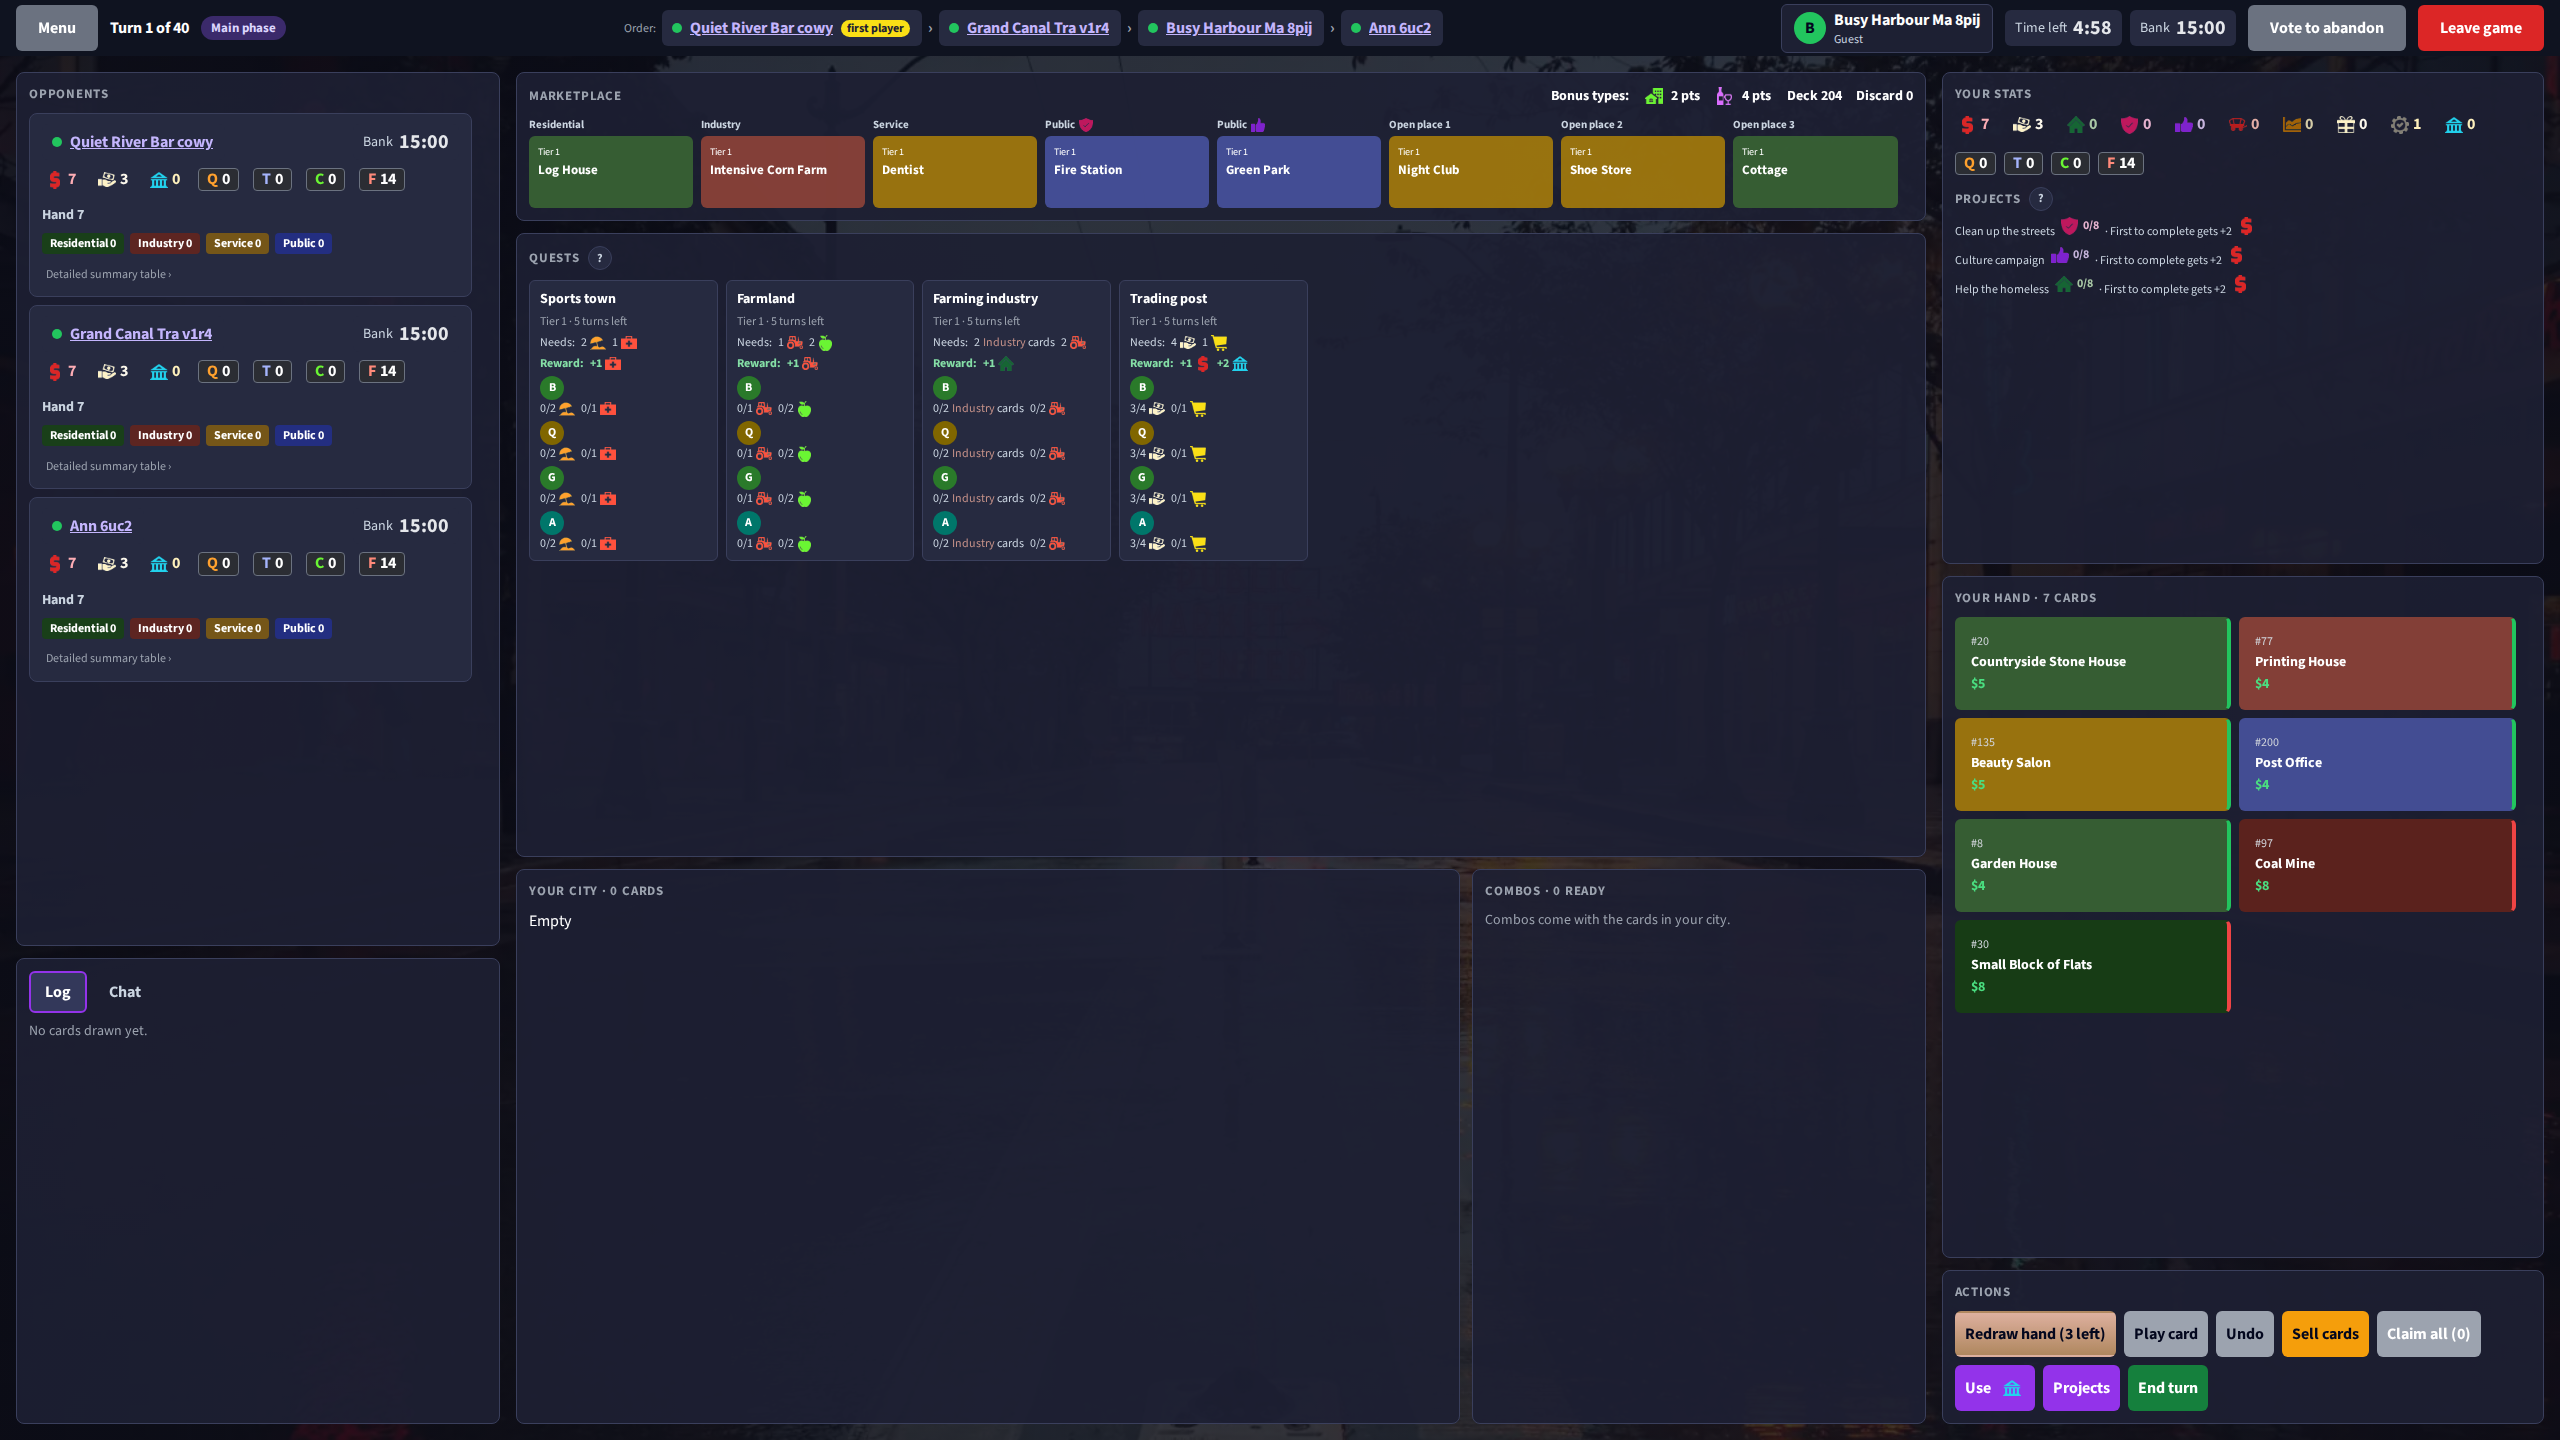 Menu
Turn 1 of 40
Main phase
Order: Quiet River Bar cowy first player › Grand Canal Tra v1r4 › Busy Harbour Ma 8pij › Ann 6uc2
B
Busy Harbour Ma 8pij
Guest
Time left 4:58
Bank 15:00
Vote to abandon
Leave game
OPPONENTS
Quiet River Bar cowy
Bank 15:00
7 3 0 Q 0 T 0 C 0 F 14
Hand 7
Residential 0 Industry 0 Service 0 Public 0
Detailed summary table ›
Grand Canal Tra v1r4
Bank 15:00
7 3 0 Q 0 T 0 C 0 F 14
Hand 7
Residential 0 Industry 0 Service 0 Public 0
Detailed summary table ›
Ann 6uc2
Bank 15:00
7 3 0 Q 0 T 0 C 0 F 14
Hand 7
Residential 0 Industry 0 Service 0 Public 0
Detailed summary table ›
Log
Chat
No cards drawn yet.
MARKETPLACE
Bonus types: 2 pts 4 pts Deck 204 Discard 0
Residential
Tier 1
Log House
Industry
Tier 1
Intensive Corn Farm
Service
Tier 1
Dentist
Public
Tier 1
Fire Station
Public
Tier 1
Green Park
Open place 1
Tier 1
Night Club
Open place 2
Tier 1
Shoe Store
Open place 3
Tier 1
Cottage
QUESTS ?
Sports town
Tier 1 · 5 turns left
Needs: 2 1
Reward: +1
B
0/2 0/1
Q
0/2 0/1
G
0/2 0/1
A
0/2 0/1
Farmland
Tier 1 · 5 turns left
Needs: 1 2
Reward: +1
B
0/1 0/2
Q
0/1 0/2
G
0/1 0/2
A
0/1 0/2
Farming industry
Tier 1 · 5 turns left
Needs: 2 Industry cards 2
Reward: +1
B
0/2 Industry cards 0/2
Q
0/2 Industry cards 0/2
G
0/2 Industry cards 0/2
A
0/2 Industry cards 0/2
Trading post
Tier 1 · 5 turns left
Needs: 4 1
Reward: +1 +2
B
3/4 0/1
Q
3/4 0/1
G
3/4 0/1
A
3/4 0/1
YOUR CITY · 0 CARDS
Empty
COMBOS · 0 READY
Combos come with the cards in your city.
YOUR STATS
7 3 0 0 0 0 0 0 1 0
Q 0 T 0 C 0 F 14
PROJECTS ?
Clean up the streets 0/8 · First to complete gets +2
Culture campaign 0/8 · First to complete gets +2
Help the homeless 0/8 · First to complete gets +2
YOUR HAND · 7 CARDS
#20
Countryside Stone House
$5
#77
Printing House
$4
#135
Beauty Salon
$5
#200
Post Office
$4
#8
Garden House
$4
#97
Coal Mine
$8
#30
Small Block of Flats
$8
ACTIONS
Redraw hand (3 left)
Play card
Undo
Sell cards
Claim all (0)
Use
Projects
End turn